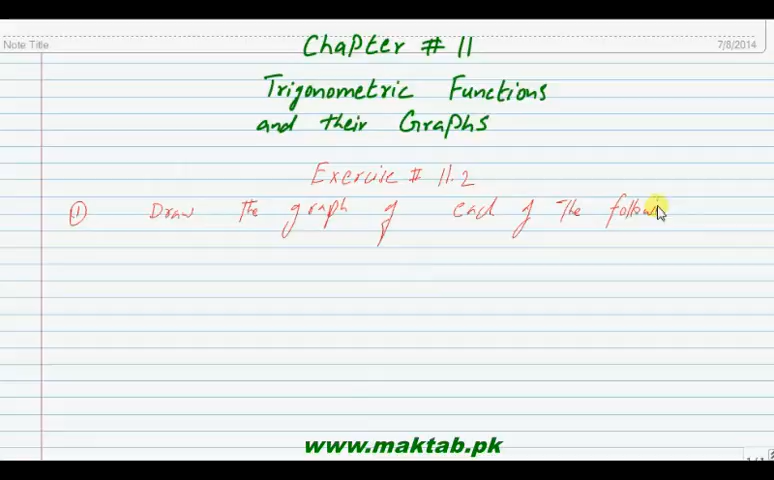 Chapter # 11
Note Title
7/8/2014
Trigonometric Functions
and their Graphs
Exercise # 11.2
① Draw the graph of each of The followi
www.maktab.pk